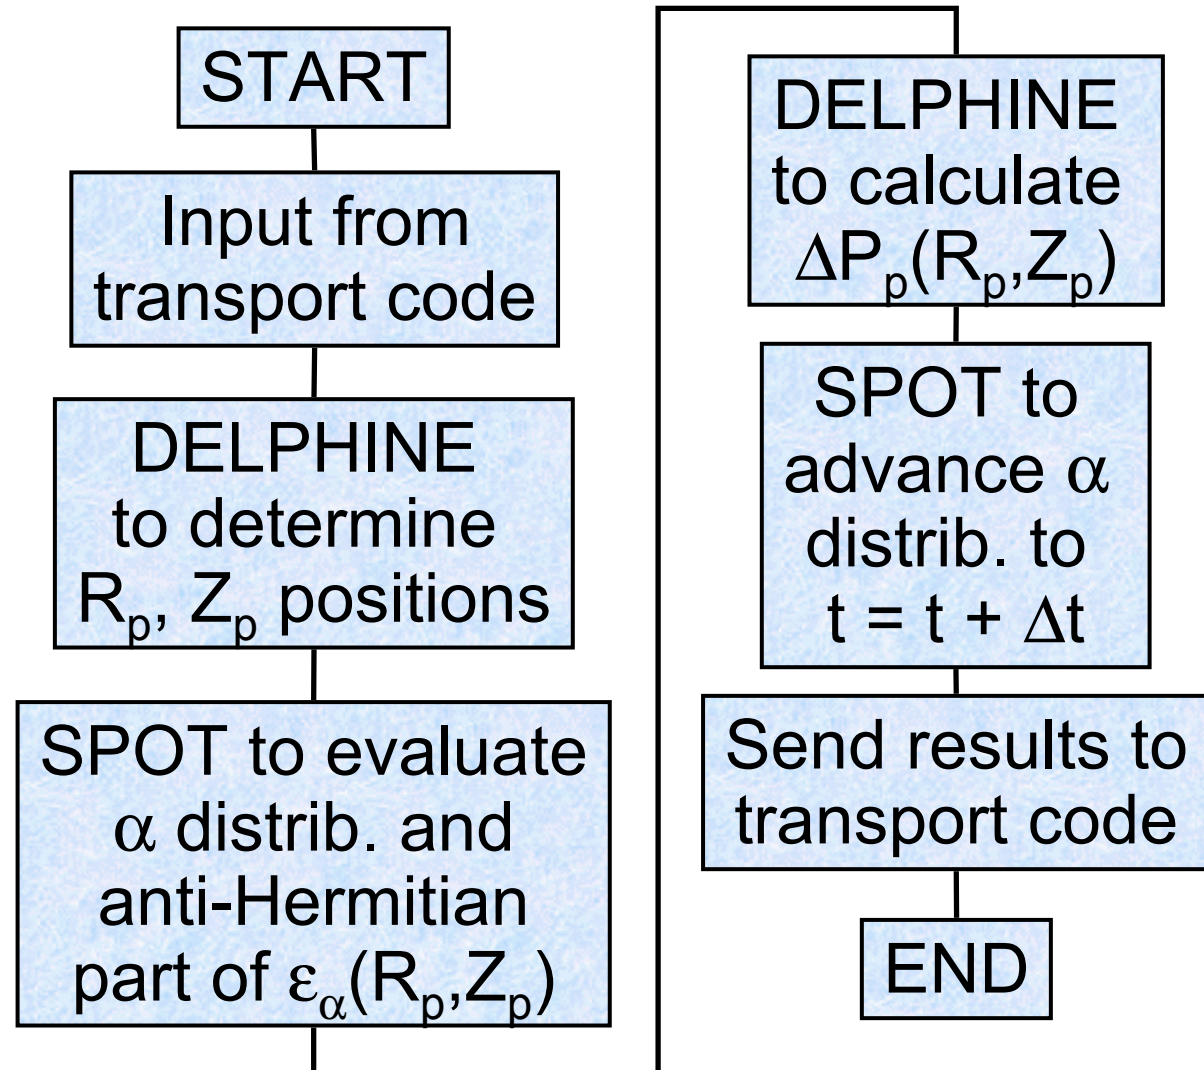 START
Input from
transport code
DELPHINE
to determine
Rₚ, Zₚ positions
SPOT to evaluate
α distrib. and
anti-Hermitian
part of εα(Rₚ,Zₚ)
DELPHINE
to calculate
ΔPₚ(Rₚ,Zₚ)
SPOT to
advance α
distrib. to
t = t + Δt
Send results to
transport code
END